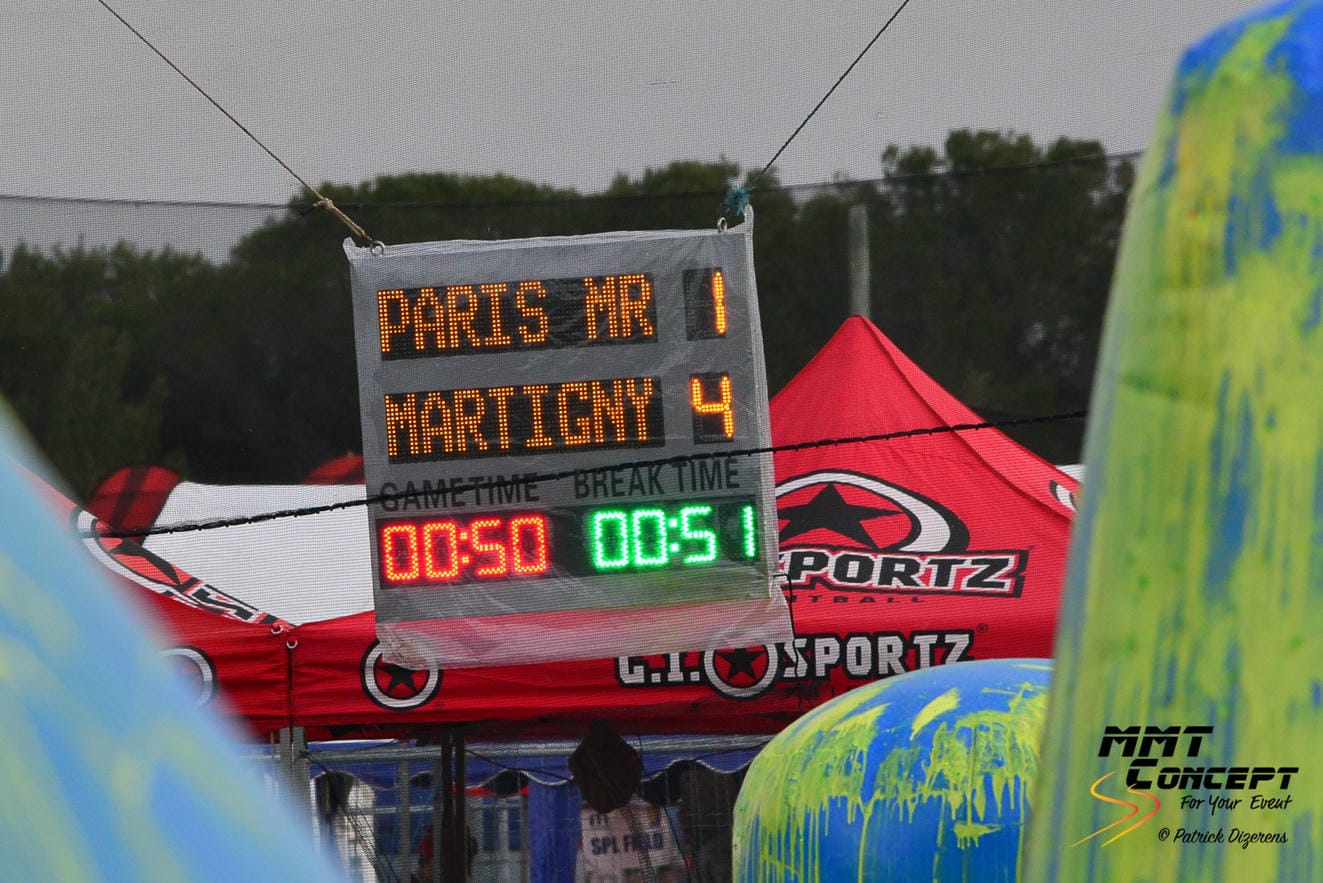 PARIS MR 1
MARTIGNY 4
GAMETIME BREAK TIME
00:50 00:51
PORTZ
G.I. SPORTZ
SPL FIELD
MMT
CONCEPT
For Your Event
© Patrick Dizerens